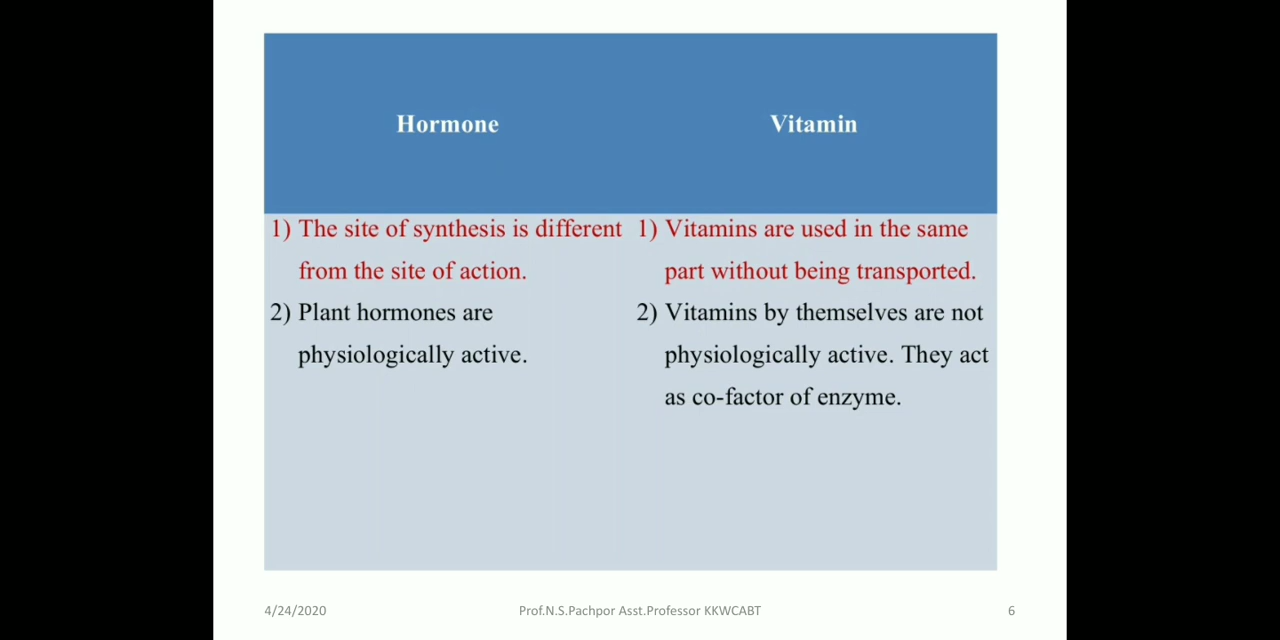 Hormone
Vitamin
1) The site of synthesis is different
from the site of action.
2) Plant hormones are
physiologically active.
1) Vitamins are used in the same
part without being transported.
2) Vitamins by themselves are not
physiologically active. They act
as co-factor of enzyme.
4/24/2020
Prof.N.S.Pachpor Asst.Professor KKWCABT
6